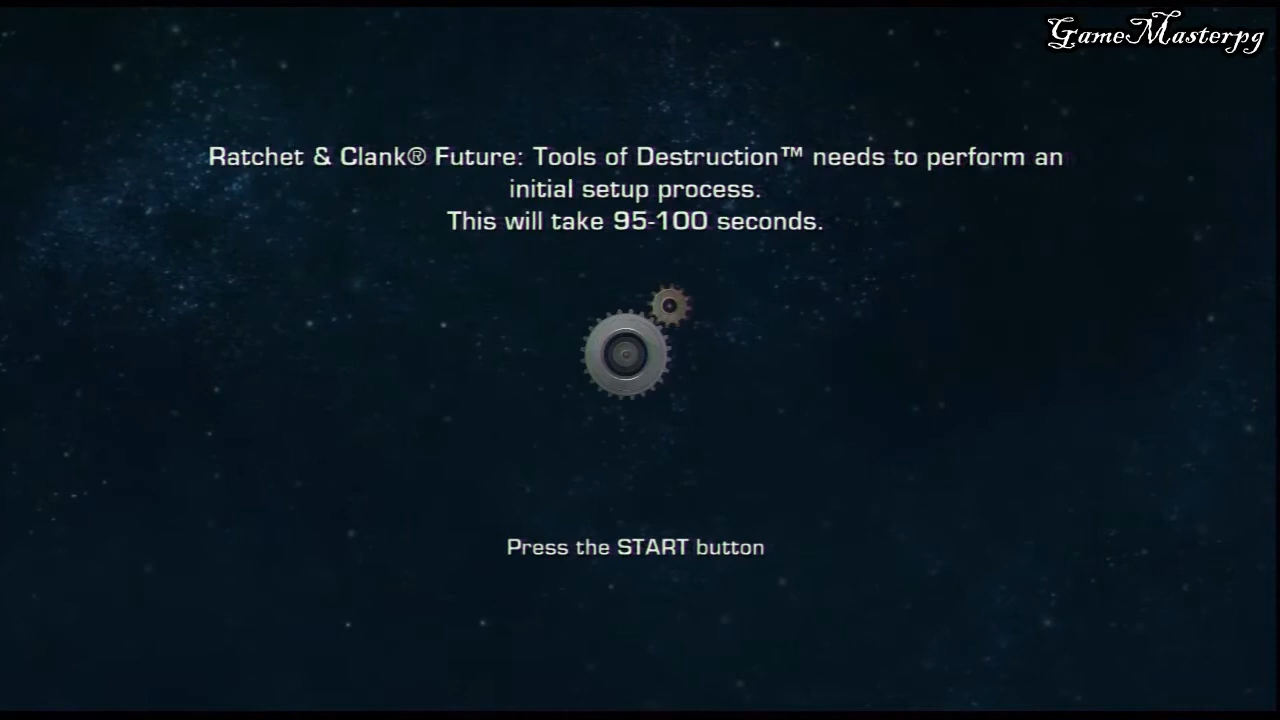 GameMasterpg
Ratchet & Clank® Future: Tools of Destruction™ needs to perform an
initial setup process.
This will take 95-100 seconds.
Press the START button